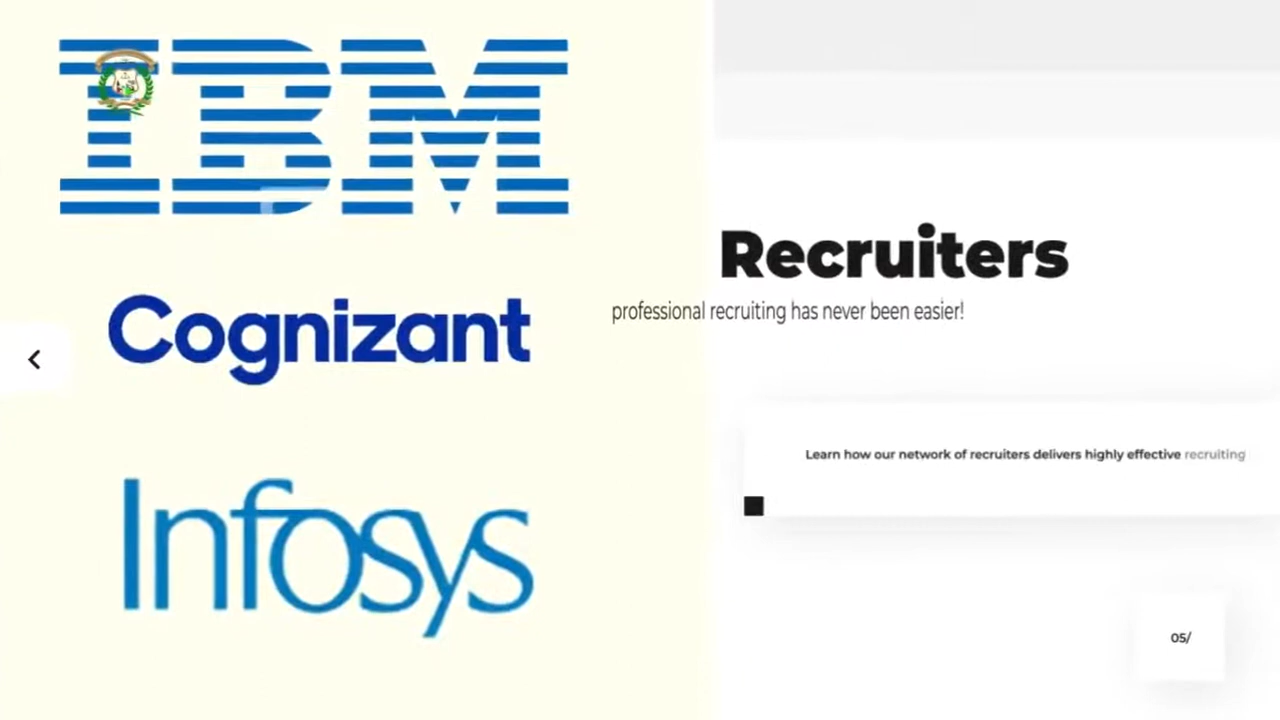 IBM
Cognizant
Infosys
Recruiters
professional recruiting has never been easier!
Learn how our network of recruiters delivers highly effective recruiting
05/